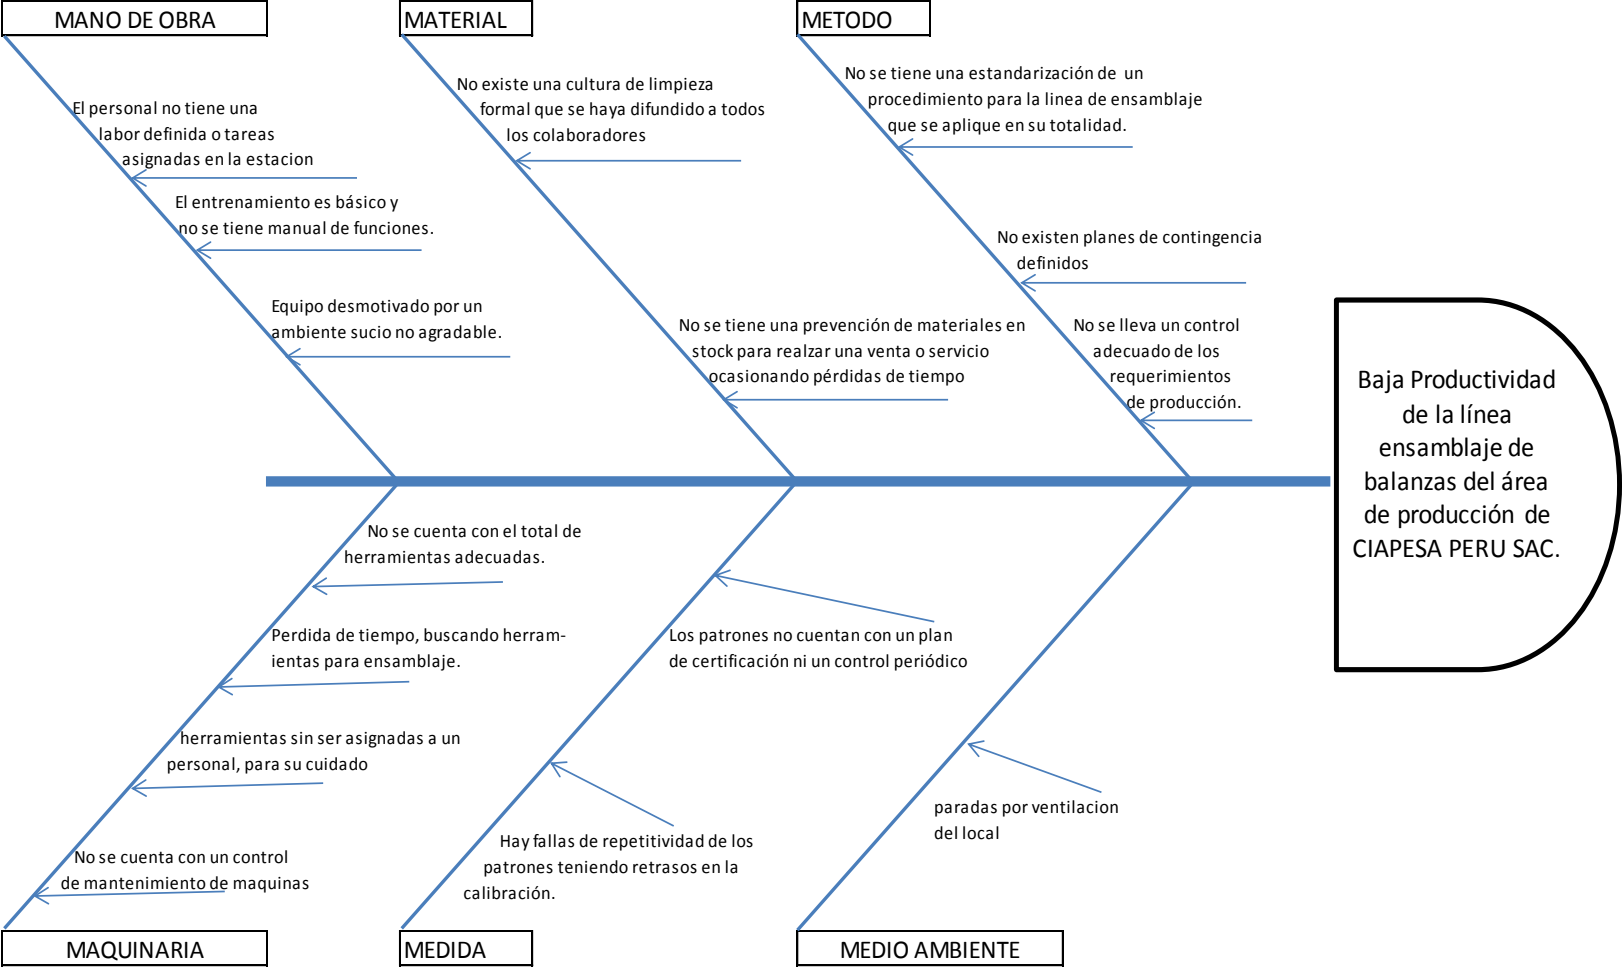 MANO DE OBRA
MATERIAL
METODO
El personal no tiene una
labor definida o tareas
asignadas en la estacion
El entrenamiento es básico y
no se tiene manual de funciones.
Equipo desmotivado por un
ambiente sucio no agradable.
No existe una cultura de limpieza
formal que se haya difundido a todos
los colaboradores
No se tiene una prevención de materiales en
stock para realzar una venta o servicio
ocasionando pérdidas de tiempo
No se tiene una estandarización de un
procedimiento para la linea de ensamblaje
que se aplique en su totalidad.
No existen planes de contingencia
definidos
No se lleva un control
adecuado de los
requerimientos
de producción.
Baja Productividad
de la línea
ensamblaje de
balanzas del área
de producción de
CIAPESA PERU SAC.
No se cuenta con el total de
herramientas adecuadas.
Perdida de tiempo, buscando herram-
ientas para ensamblaje.
herramientas sin ser asignadas a un
personal, para su cuidado
No se cuenta con un control
de mantenimiento de maquinas
Los patrones no cuentan con un plan
de certificación ni un control periódico
Hay fallas de repetitividad de los
patrones teniendo retrasos en la
calibración.
paradas por ventilacion
del local
MAQUINARIA
MEDIDA
MEDIO AMBIENTE